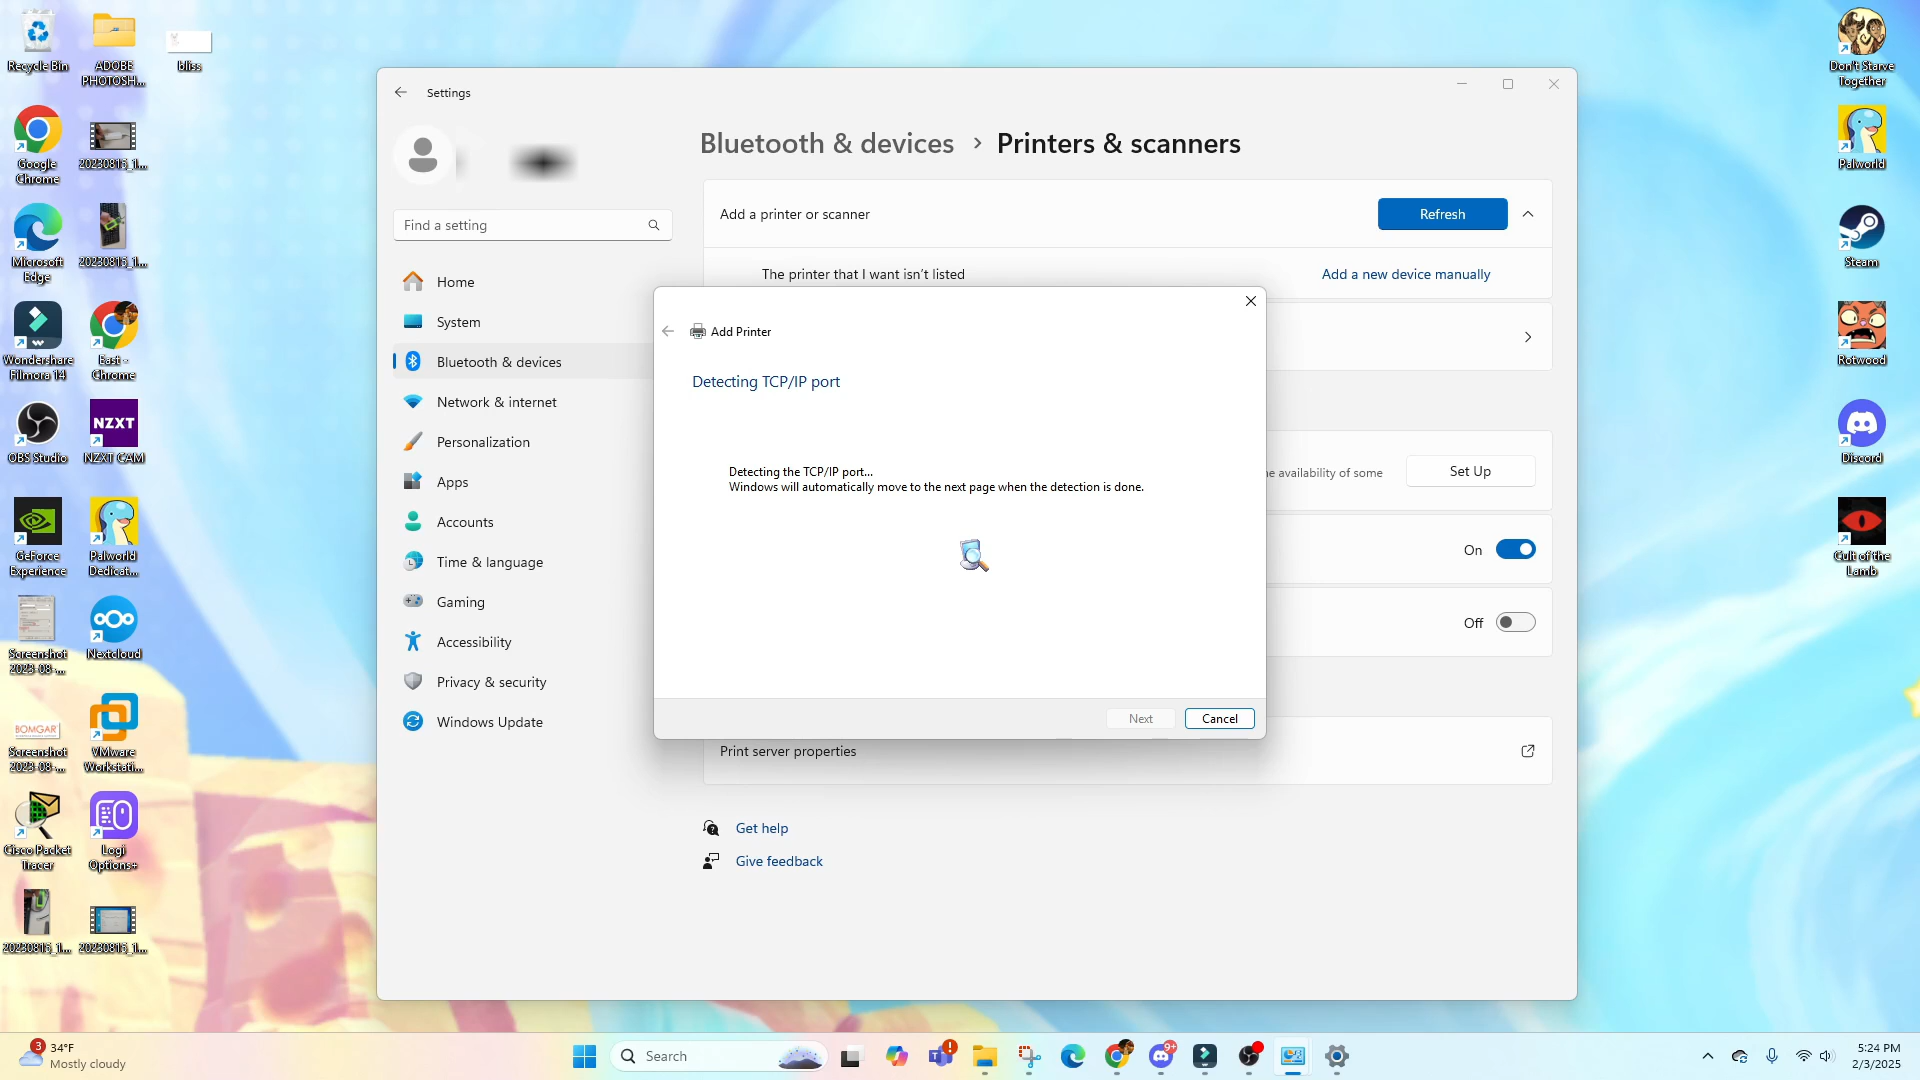 Recycle Bin
ADOBE
PHOTOSH...
bliss
Google
Chrome
20230815_1...
Microsoft
Edge
20230815_1...
Wondershare
Filmora 14
East -
Chrome
OBS Studio
NZXT
NZXT CAM
GeForce
Experience
Palworld
Dedicat...
Screenshot
2023-08-...
Nextcloud
BOMGAR
Screenshot
2023-08-...
VMware
Workstati...
Cisco Packet
Tracer
Logi
Options+
20230815_1...
20230815_1...
Settings
Find a setting
Home
System
Bluetooth & devices
Network & internet
Personalization
Apps
Accounts
Time & language
Gaming
Accessibility
Privacy & security
Windows Update
Bluetooth & devices › Printers & scanners
Add a printer or scanner
Refresh
The printer that I want isn't listed
Add a new device manually
Add Printer
Detecting TCP/IP port
Detecting the TCP/IP port...
Windows will automatically move to the next page when the detection is done.
Next
Cancel
he availability of some
Set Up
On
Off
Print server properties
Get help
Give feedback
Don't Starve
Together
Palworld
Steam
Rotwood
Discord
Cult of the
Lamb
3
34°F
Mostly cloudy
Search
9+
5:24 PM
2/3/2025